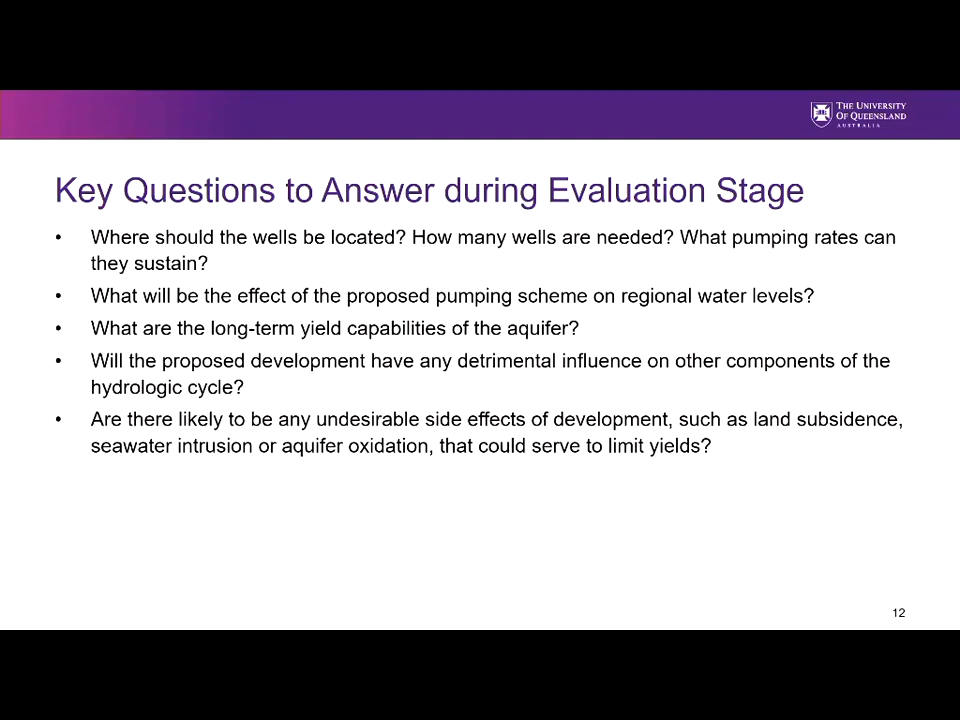 THE UNIVERSITY
OF QUEENSLAND
AUSTRALIA
Key Questions to Answer during Evaluation Stage
• Where should the wells be located? How many wells are needed? What pumping rates can
they sustain?
• What will be the effect of the proposed pumping scheme on regional water levels?
• What are the long-term yield capabilities of the aquifer?
• Will the proposed development have any detrimental influence on other components of the
hydrologic cycle?
• Are there likely to be any undesirable side effects of development, such as land subsidence,
seawater intrusion or aquifer oxidation, that could serve to limit yields?
12